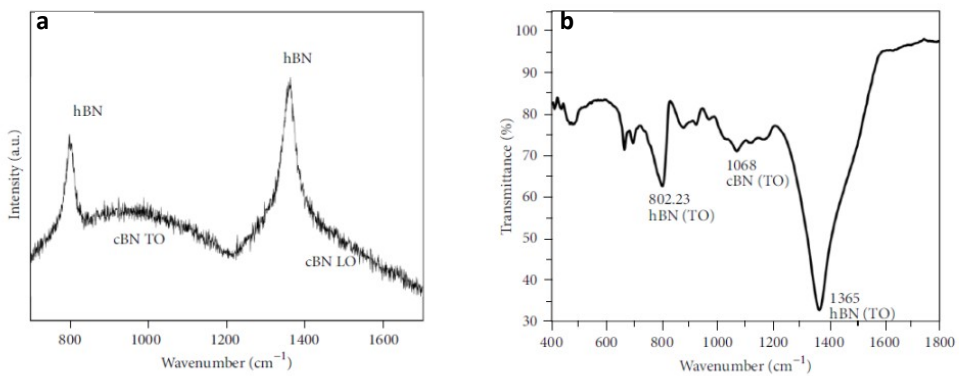 a
hBN
hBN
cBN TO
cBN LO
Intensity (a.u.)
800 1000 1200 1400 1600
Wavenumber (cm⁻¹)
b
100
90
80
70
60
50
40
30
Transmittance (%)
1068
cBN (TO)
802.23
hBN (TO)
1365
hBN (TO)
400 600 800 1000 1200 1400 1600 1800
Wavenumber (cm⁻¹)